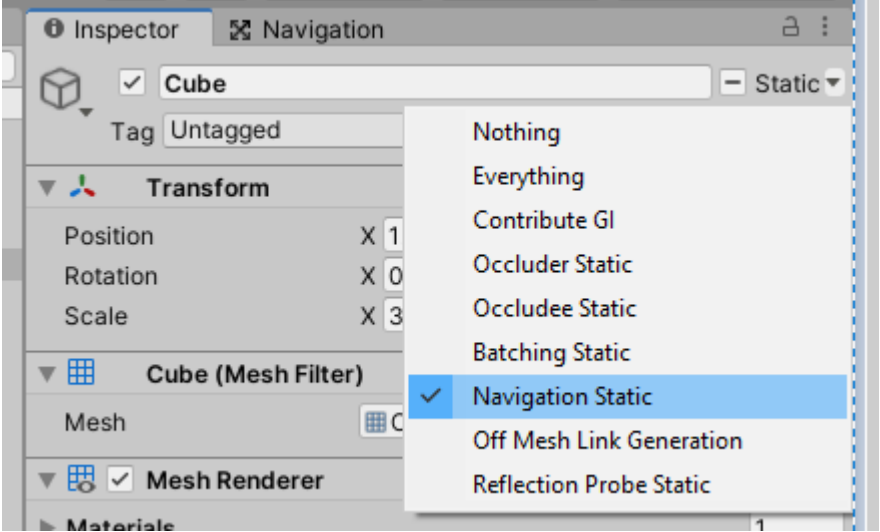 Inspector Navigation
Cube Static
Tag Untagged
Nothing
Everything
Contribute GI
Occluder Static
Occludee Static
Batching Static
Navigation Static
Off Mesh Link Generation
Reflection Probe Static
Transform
Position X 1
Rotation X 0
Scale X 3
Cube (Mesh Filter)
Mesh C
Mesh Renderer
Materials 1